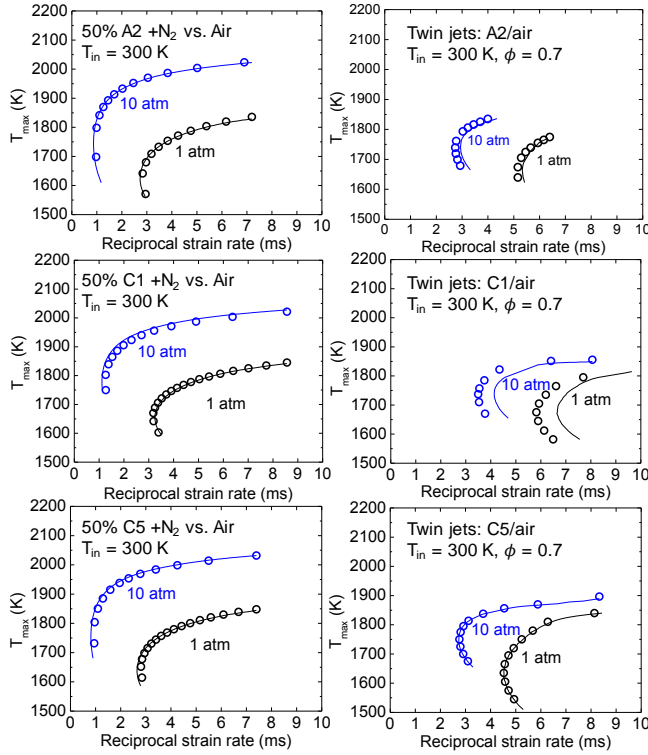 50% A2 +N₂ vs. Air
T_in = 300 K
10 atm
1 atm
T_max (K)
2200
2100
2000
1900
1800
1700
1600
1500
0 1 2 3 4 5 6 7 8 9 10
Reciprocal strain rate (ms)
Twin jets: A2/air
T_in = 300 K, ϕ = 0.7
10 atm
1 atm
T_max (K)
2200
2100
2000
1900
1800
1700
1600
1500
0 1 2 3 4 5 6 7 8 9 10
Reciprocal strain rate (ms)
50% C1 +N₂ vs. Air
T_in = 300 K
10 atm
1 atm
T_max (K)
2200
2100
2000
1900
1800
1700
1600
1500
0 1 2 3 4 5 6 7 8 9 10
Reciprocal strain rate (ms)
Twin jets: C1/air
T_in = 300 K, ϕ = 0.7
10 atm
1 atm
T_max (K)
2200
2100
2000
1900
1800
1700
1600
1500
0 1 2 3 4 5 6 7 8 9 10
Reciprocal strain rate (ms)
50% C5 +N₂ vs. Air
T_in = 300 K
10 atm
1 atm
T_max (K)
2200
2100
2000
1900
1800
1700
1600
1500
0 1 2 3 4 5 6 7 8 9 10
Reciprocal strain rate (ms)
Twin jets: C5/air
T_in = 300 K, ϕ = 0.7
10 atm
1 atm
T_max (K)
2200
2100
2000
1900
1800
1700
1600
1500
0 1 2 3 4 5 6 7 8 9 10
Reciprocal strain rate (ms)